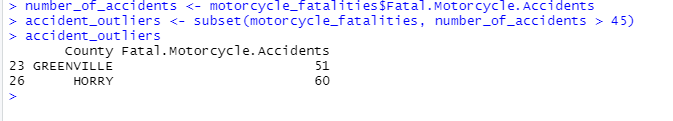 > number_of_accidents <- motorcycle_fatalities$Fatal.Motorcycle.Accidents
> accident_outliers <- subset(motorcycle_fatalities, number_of_accidents > 45)
> accident_outliers
       County Fatal.Motorcycle.Accidents
23 GREENVILLE                         51
26      HORRY                         60
>